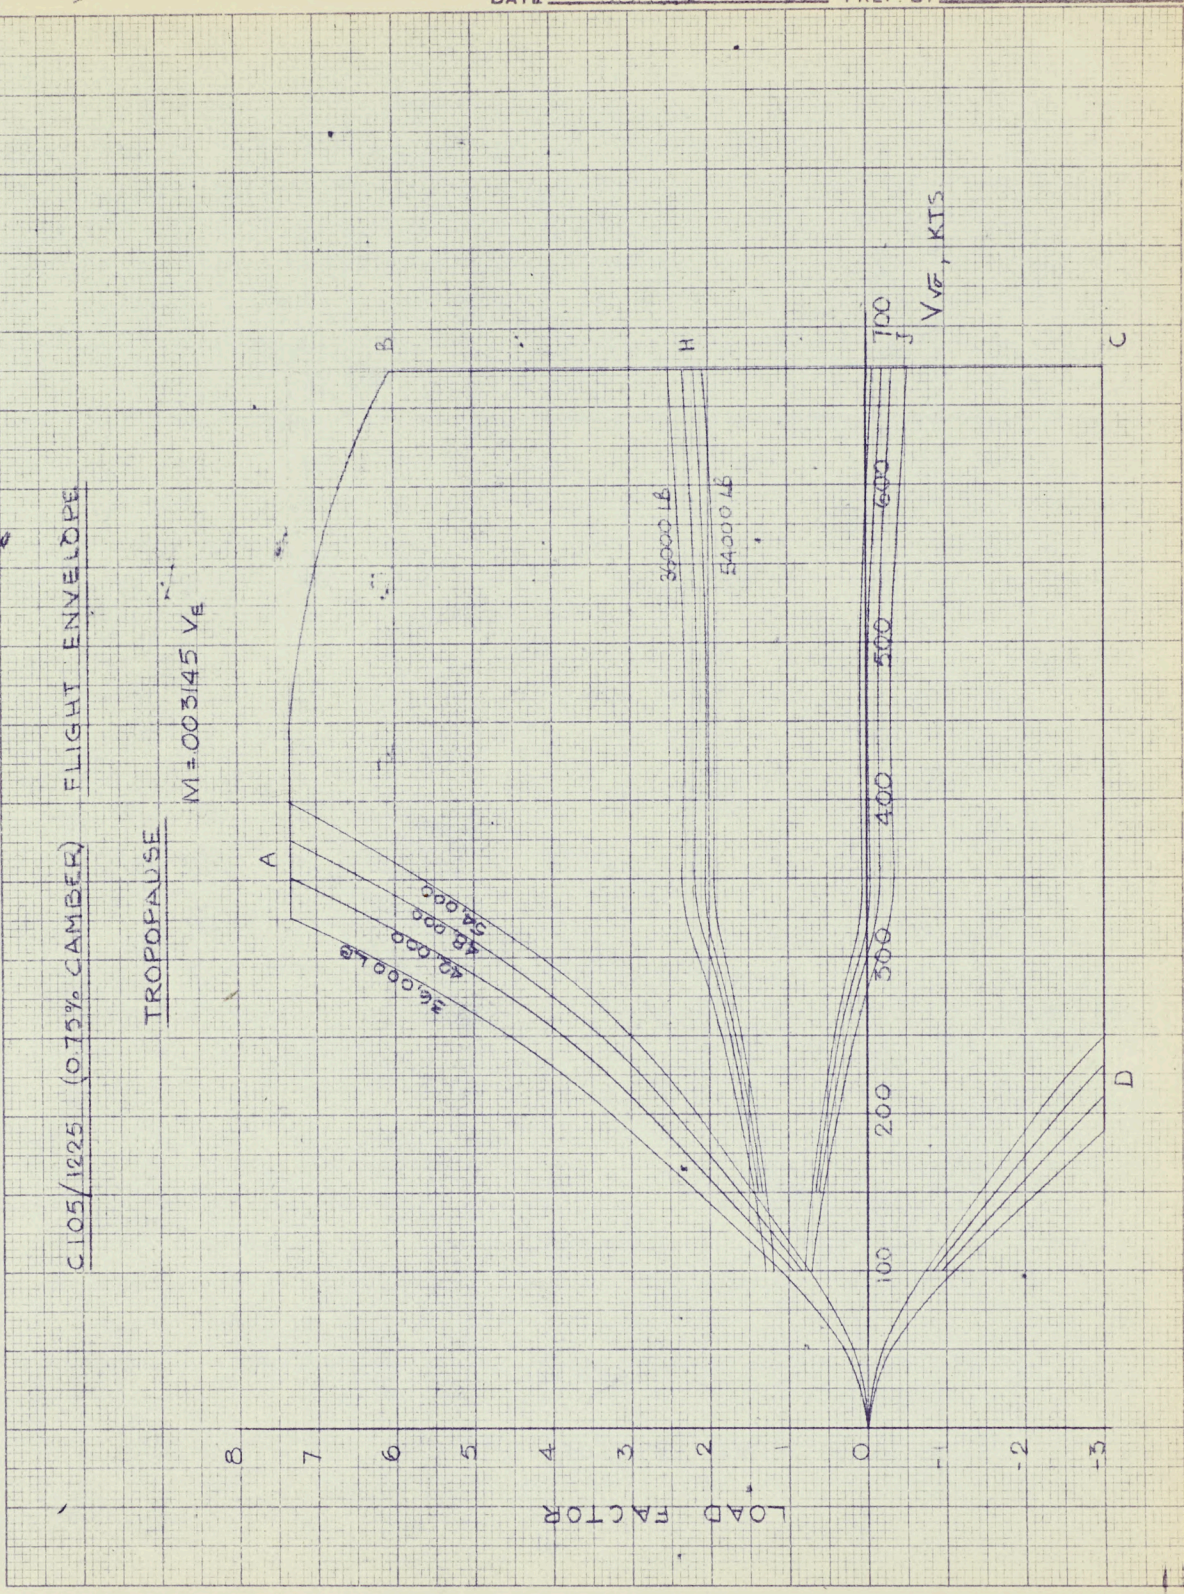 DATE
C105/1225 (0.75% CAMBER) FLIGHT ENVELOPE
TROPOPAUSE
M = .003145 VE
LOAD FACTOR
8
7
6
5
4
3
2
1
0
-1
-2
-3
100
200
300
400
500
600
700
V√σ, KTS
A
B
H
J
C
D
36,000 LB
42,000
48,000
54,000
36000 LB
54000 LB